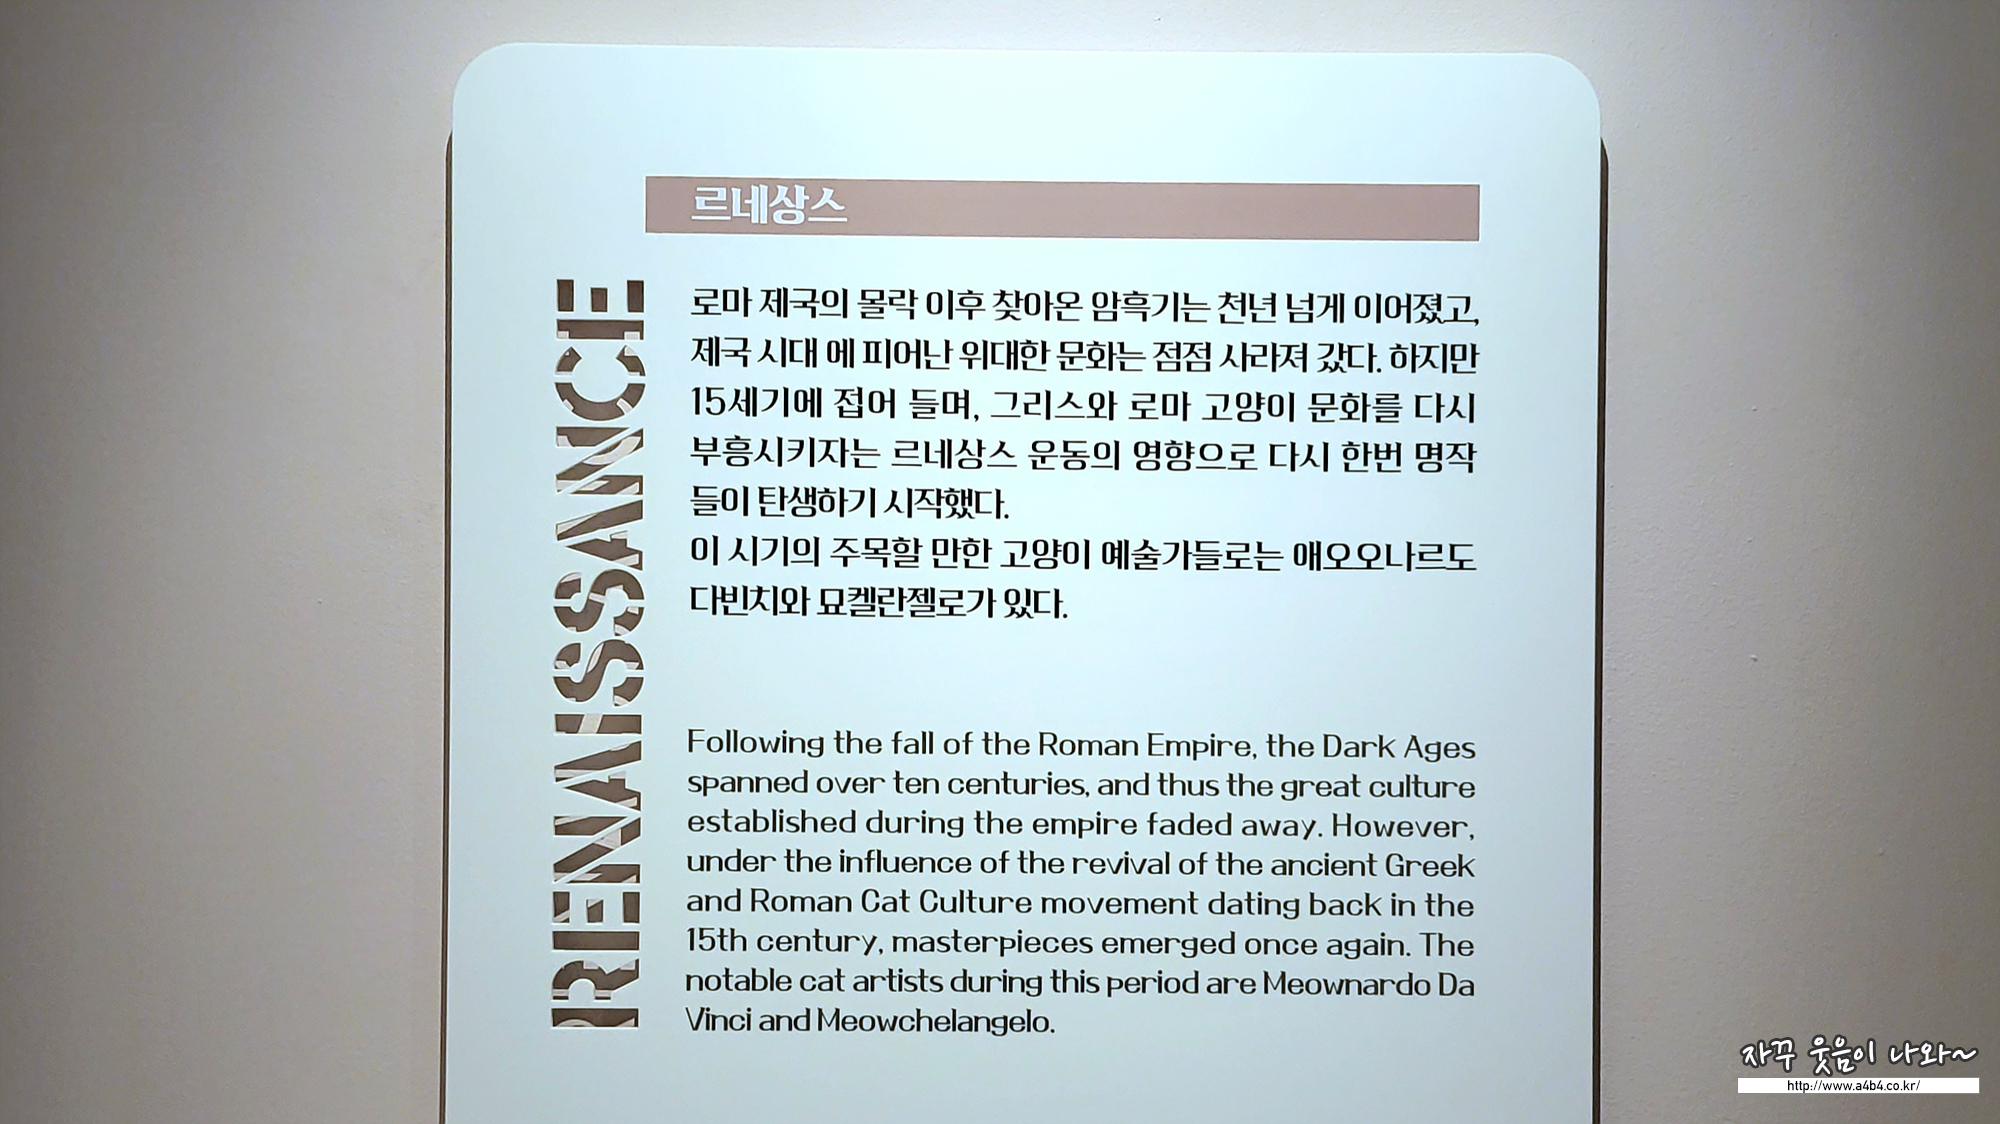 르네상스
RENAISSANCE
로마 제국의 몰락 이후 찾아온 암흑기는 천년 넘게 이어졌고,
제국 시대 에 피어난 위대한 문화는 점점 사라져 갔다. 하지만
15세기에 접어 들며, 그리스와 로마 고양이 문화를 다시
부흥시키자는 르네상스 운동의 영향으로 다시 한번 명작
들이 탄생하기 시작했다.
이 시기의 주목할 만한 고양이 예술가들로는 애오오나르도
다빈치와 묘켈란젤로가 있다.
Following the fall of the Roman Empire, the Dark Ages
spanned over ten centuries, and thus the great culture
established during the empire faded away. However,
under the influence of the revival of the ancient Greek
and Roman Cat Culture movement dating back in the
15th century, masterpieces emerged once again. The
notable cat artists during this period are Meownardo Da
Vinci and Meowchelangelo.
자꾸 웃음이 나와~
http://www.a4b4.co.kr/